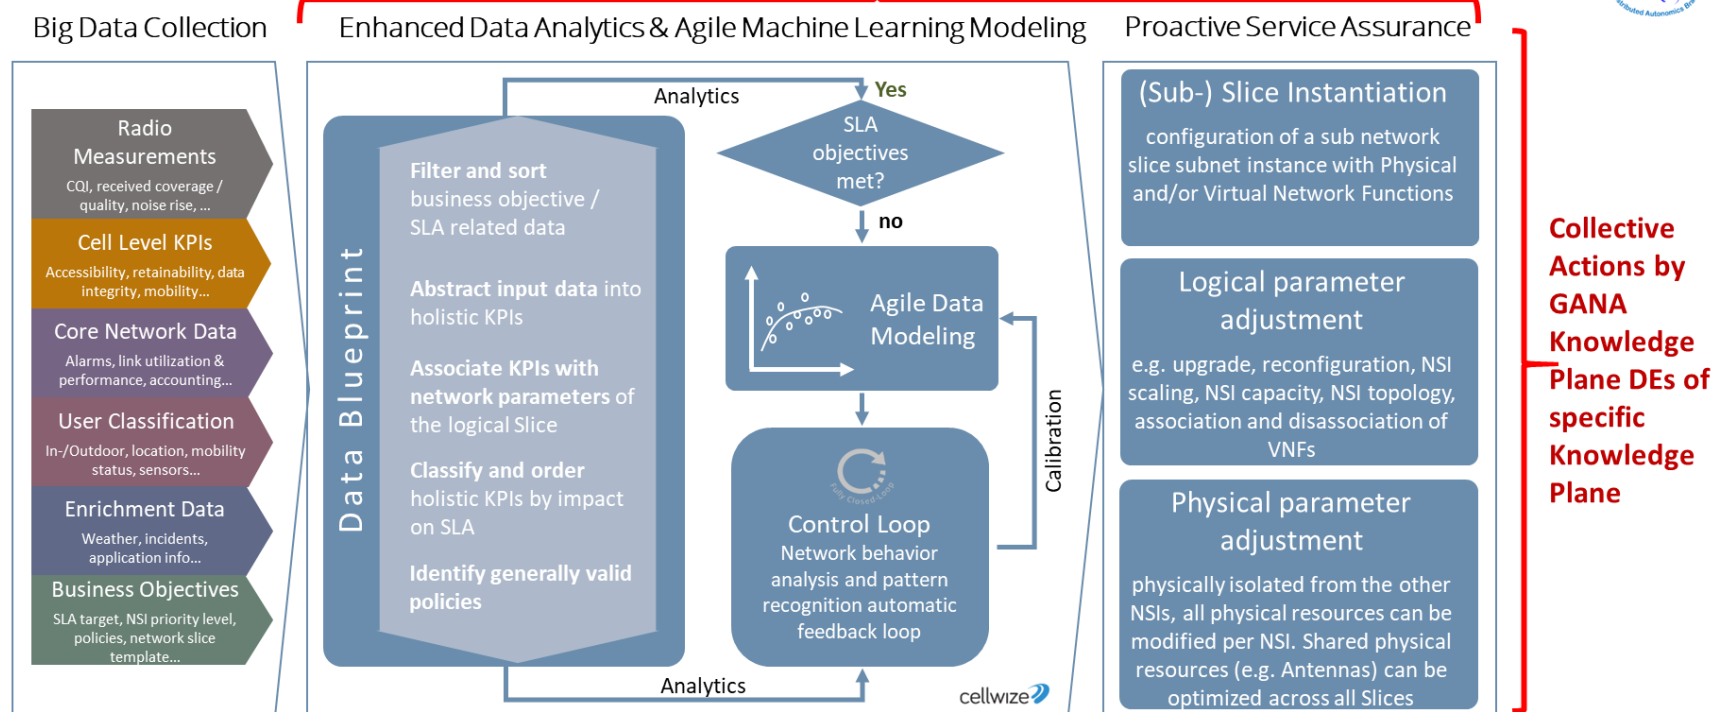 Big Data Collection
Enhanced Data Analytics & Agile Machine Learning Modeling
Proactive Service Assurance
Radio
Measurements
CQI, received coverage /
quality, noise rise, ...
Cell Level KPIs
Accessibility, retainability, data
integrity, mobility...
Core Network Data
Alarms, link utilization &
performance, accounting...
User Classification
In-/Outdoor, location, mobility
status, sensors...
Enrichment Data
Weather, incidents,
application info...
Business Objectives
SLA target, NSI priority level,
policies, network slice
template...
Data Blueprint
Filter and sort
business objective /
SLA related data
Abstract input data into
holistic KPIs
Associate KPIs with
network parameters of
the logical Slice
Classify and order
holistic KPIs by impact
on SLA
Identify generally valid
policies
Analytics
Yes
SLA
objectives
met?
no
Agile Data
Modeling
Calibration
Fully Closed-Loop
Control Loop
Network behavior
analysis and pattern
recognition automatic
feedback loop
Analytics
cellwize
(Sub-) Slice Instantiation
configuration of a sub network
slice subnet instance with Physical
and/or Virtual Network Functions
Logical parameter
adjustment
e.g. upgrade, reconfiguration, NSI
scaling, NSI capacity, NSI topology,
association and disassociation of
VNFs
Physical parameter
adjustment
physically isolated from the other
NSIs, all physical resources can be
modified per NSI. Shared physical
resources (e.g. Antennas) can be
optimized across all Slices
Collective
Actions by
GANA
Knowledge
Plane DEs of
specific
Knowledge
Plane
Autonomics